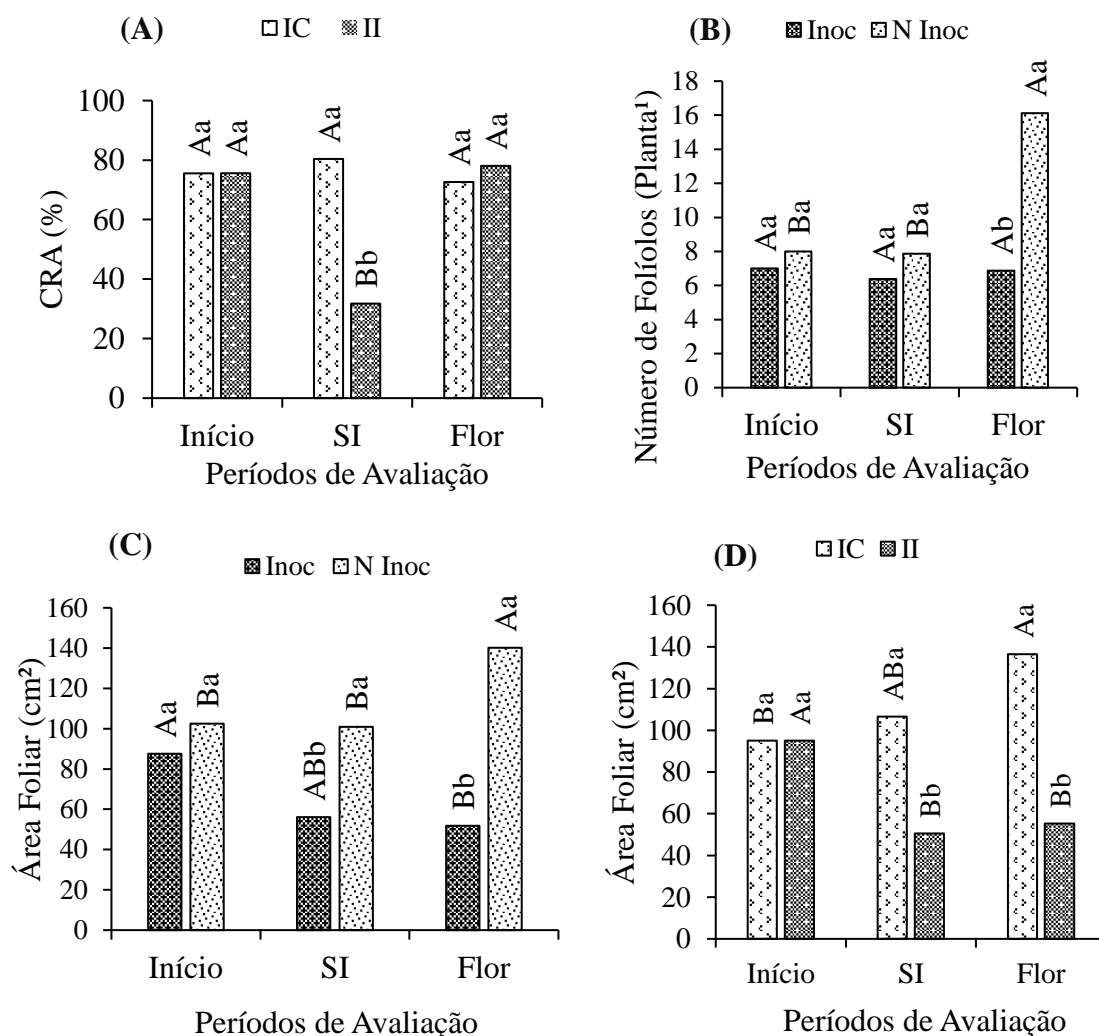 (A)
IC II
CRA (%)
100
80
60
40
20
0
Aa Aa Aa Bb Aa Aa
Início SI Flor
Períodos de Avaliação
(B)
Inoc N Inoc
Número de Folíolos (Planta¹)
18
16
14
12
10
8
6
4
2
0
Aa Ba Aa Ba Ab Aa
Início SI Flor
Períodos de Avaliação
(C)
Inoc N Inoc
Área Foliar (cm²)
160
140
120
100
80
60
40
20
0
Aa Ba ABb Ba Bb Aa
Início SI Flor
Períodos de Avaliação
(D)
IC II
Área Foliar (cm²)
160
140
120
100
80
60
40
20
0
Ba Aa ABa Bb Aa Bb
Início SI Flor
Períodos de Avaliação